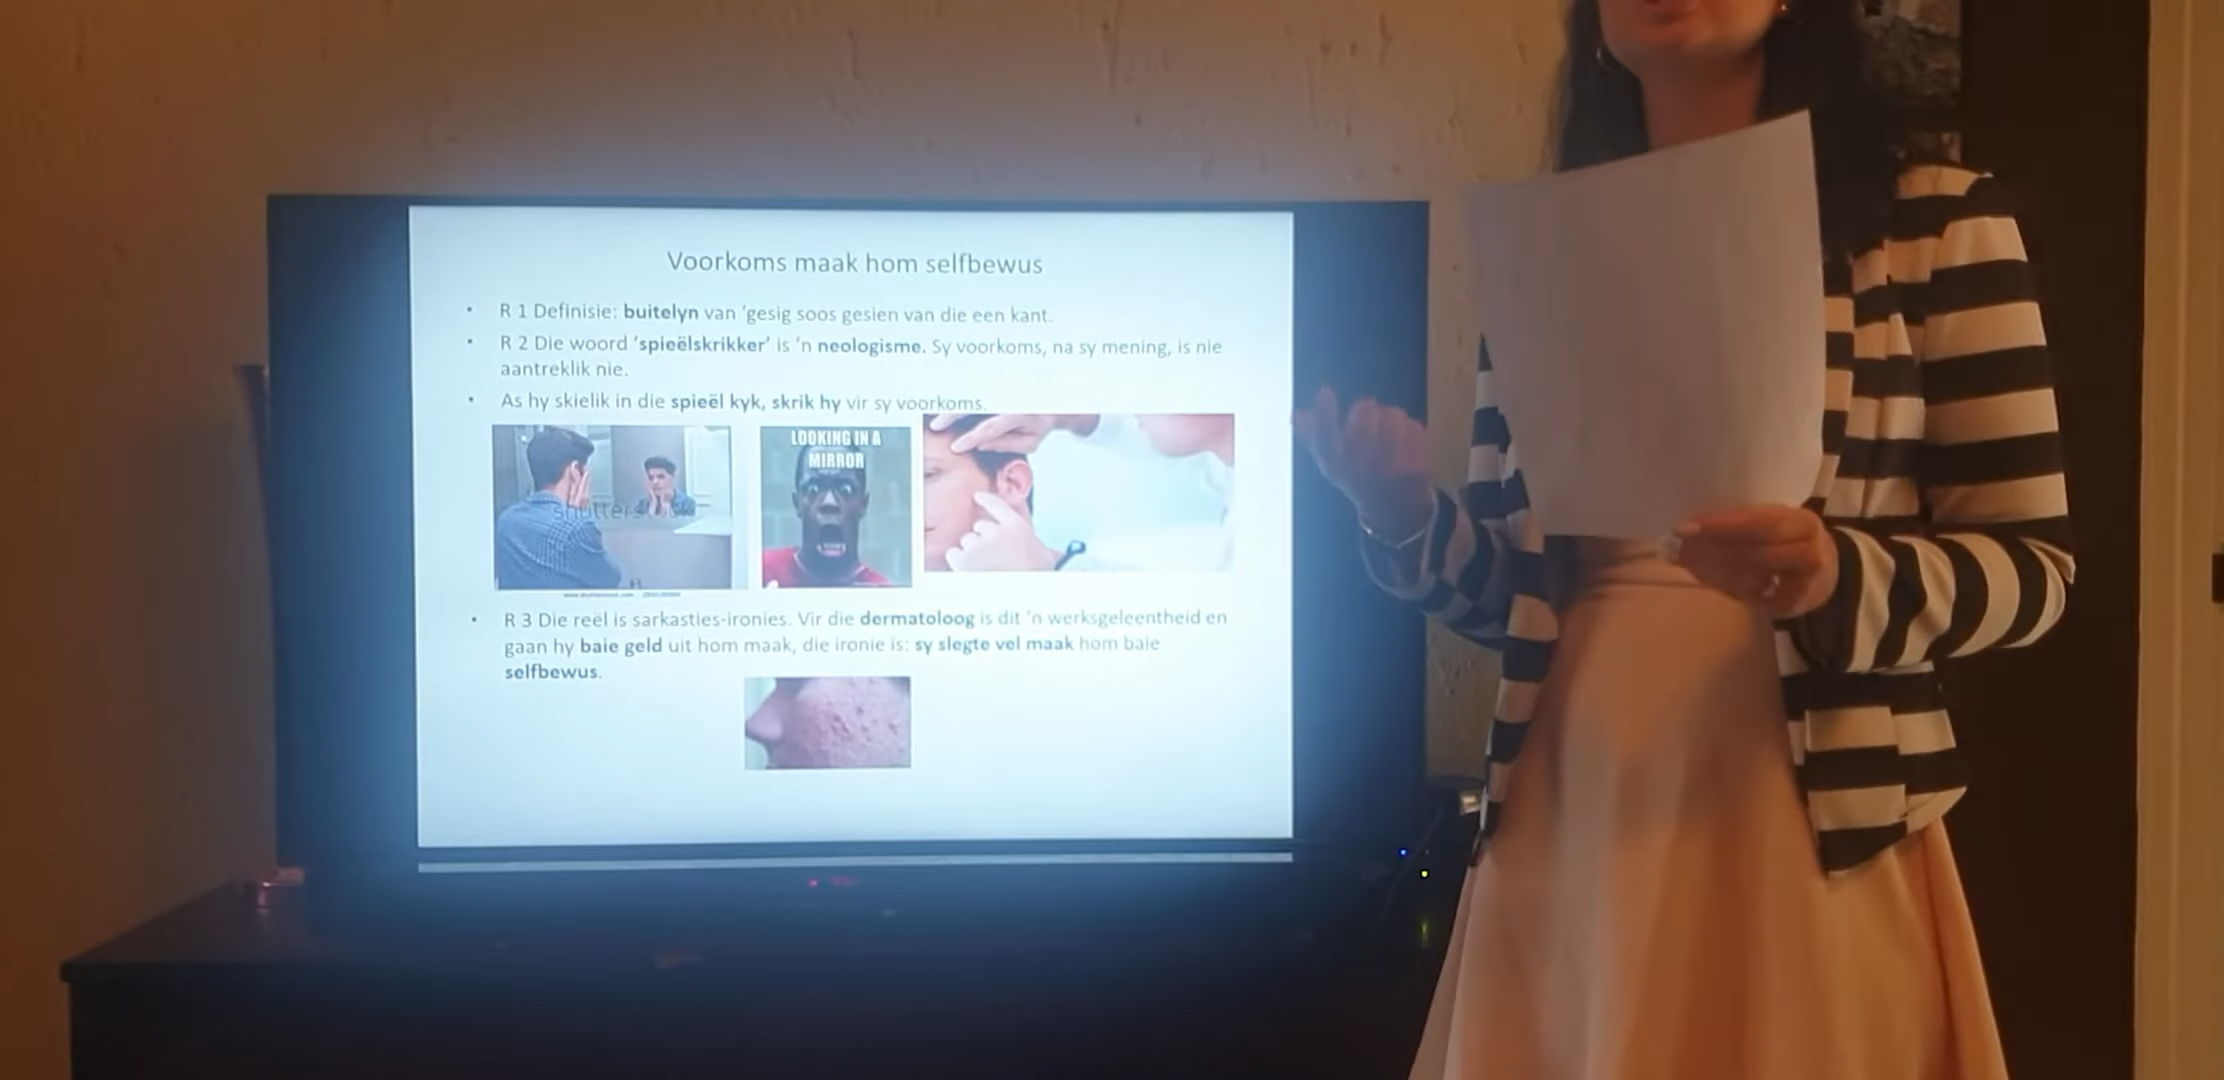 Voorkoms maak hom selfbewus
• R 1 Definisie: buitelyn van ‘gesig soos gesien van die een kant.
• R 2 Die woord ‘spieëlskrikker’ is ’n neologisme. Sy voorkoms, na sy mening, is nie
aantreklik nie.
• As hy skielik in die spieël kyk, skrik hy vir sy voorkoms.
LOOKING IN A
MIRROR
shutterstock
• R 3 Die reël is sarkasties-ironies. Vir die dermatoloog is dit ’n werksgeleentheid en
gaan hy baie geld uit hom maak, die ironie is: sy slegte vel maak hom baie
selfbewus.